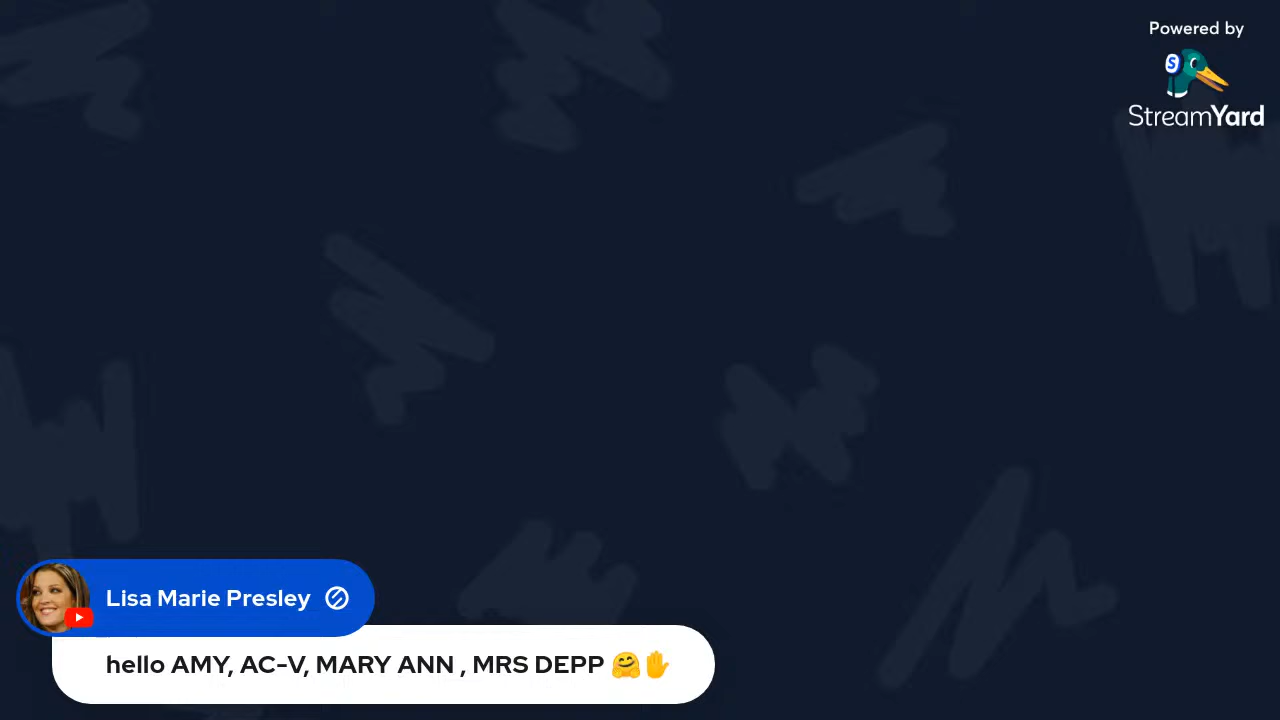 Powered by
S
StreamYard
Lisa Marie Presley
hello AMY, AC-V, MARY ANN , MRS DEPP 🤗✋